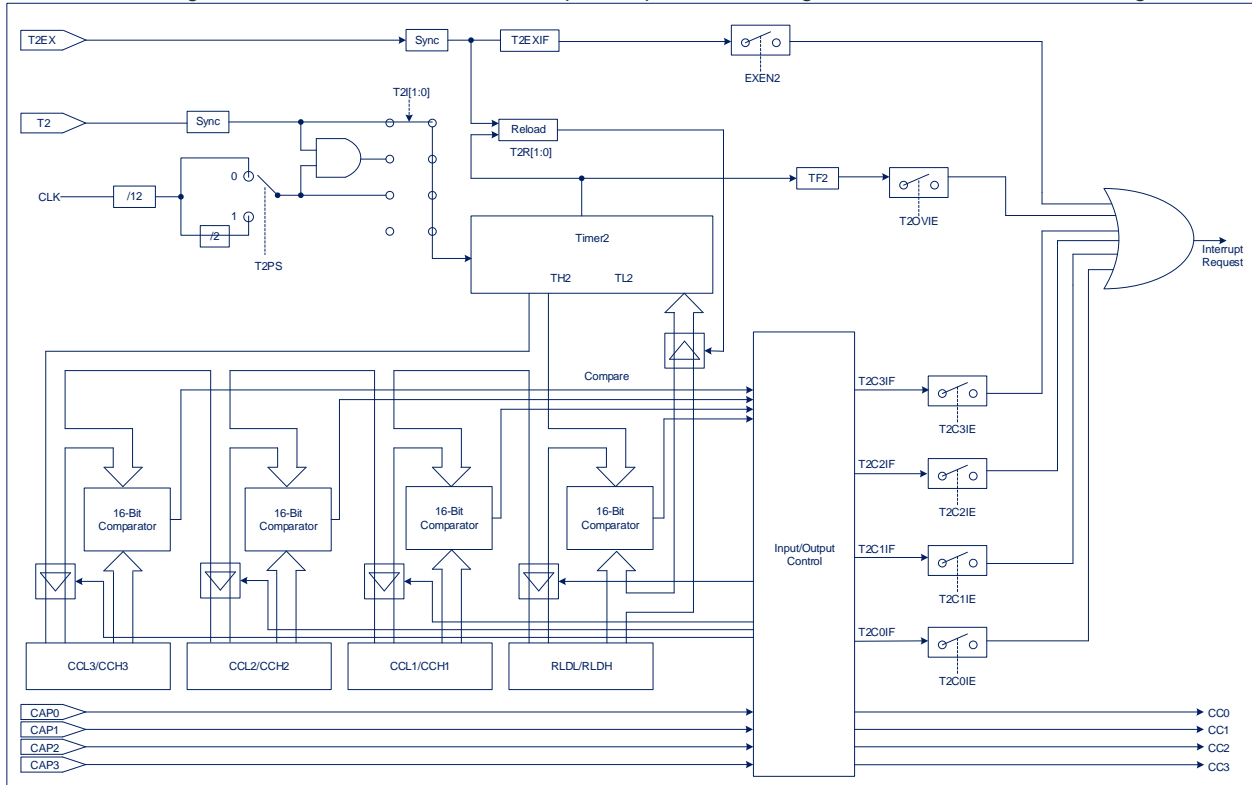 T2EX
Sync
T2EXIF
EXEN2
T2I[1:0]
T2
Sync
Reload
T2R[1:0]
0
CLK
/12
1
/2
T2PS
TF2
T2OVIE
Timer2
TH2 TL2
Interrupt
Request
Compare
T2C3IF
T2C3IE
T2C2IF
T2C2IE
16-Bit
Comparator
16-Bit
Comparator
16-Bit
Comparator
16-Bit
Comparator
Input/Output
Control
T2C1IF
T2C1IE
T2C0IF
T2C0IE
CCL3/CCH3
CCL2/CCH2
CCL1/CCH1
RLDL/RLDH
CAP0
CAP1
CAP2
CAP3
CC0
CC1
CC2
CC3